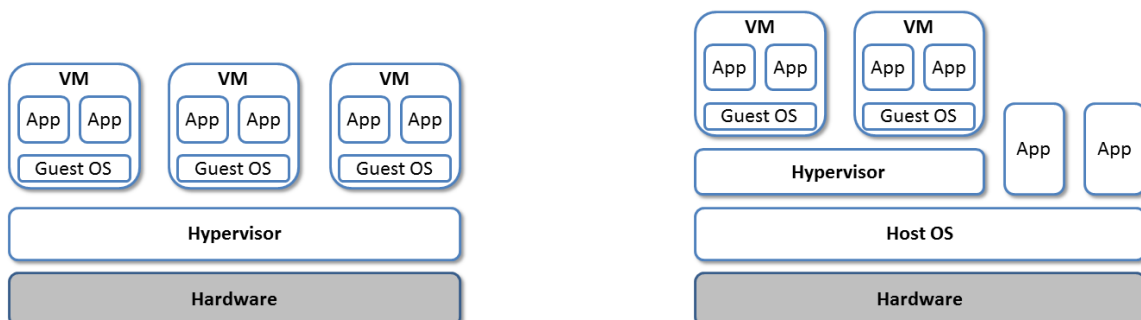 VM VM VM
App App App App App App
Guest OS Guest OS Guest OS
Hypervisor
Hardware
VM VM
App App App App
Guest OS Guest OS
App App
Hypervisor
Host OS
Hardware